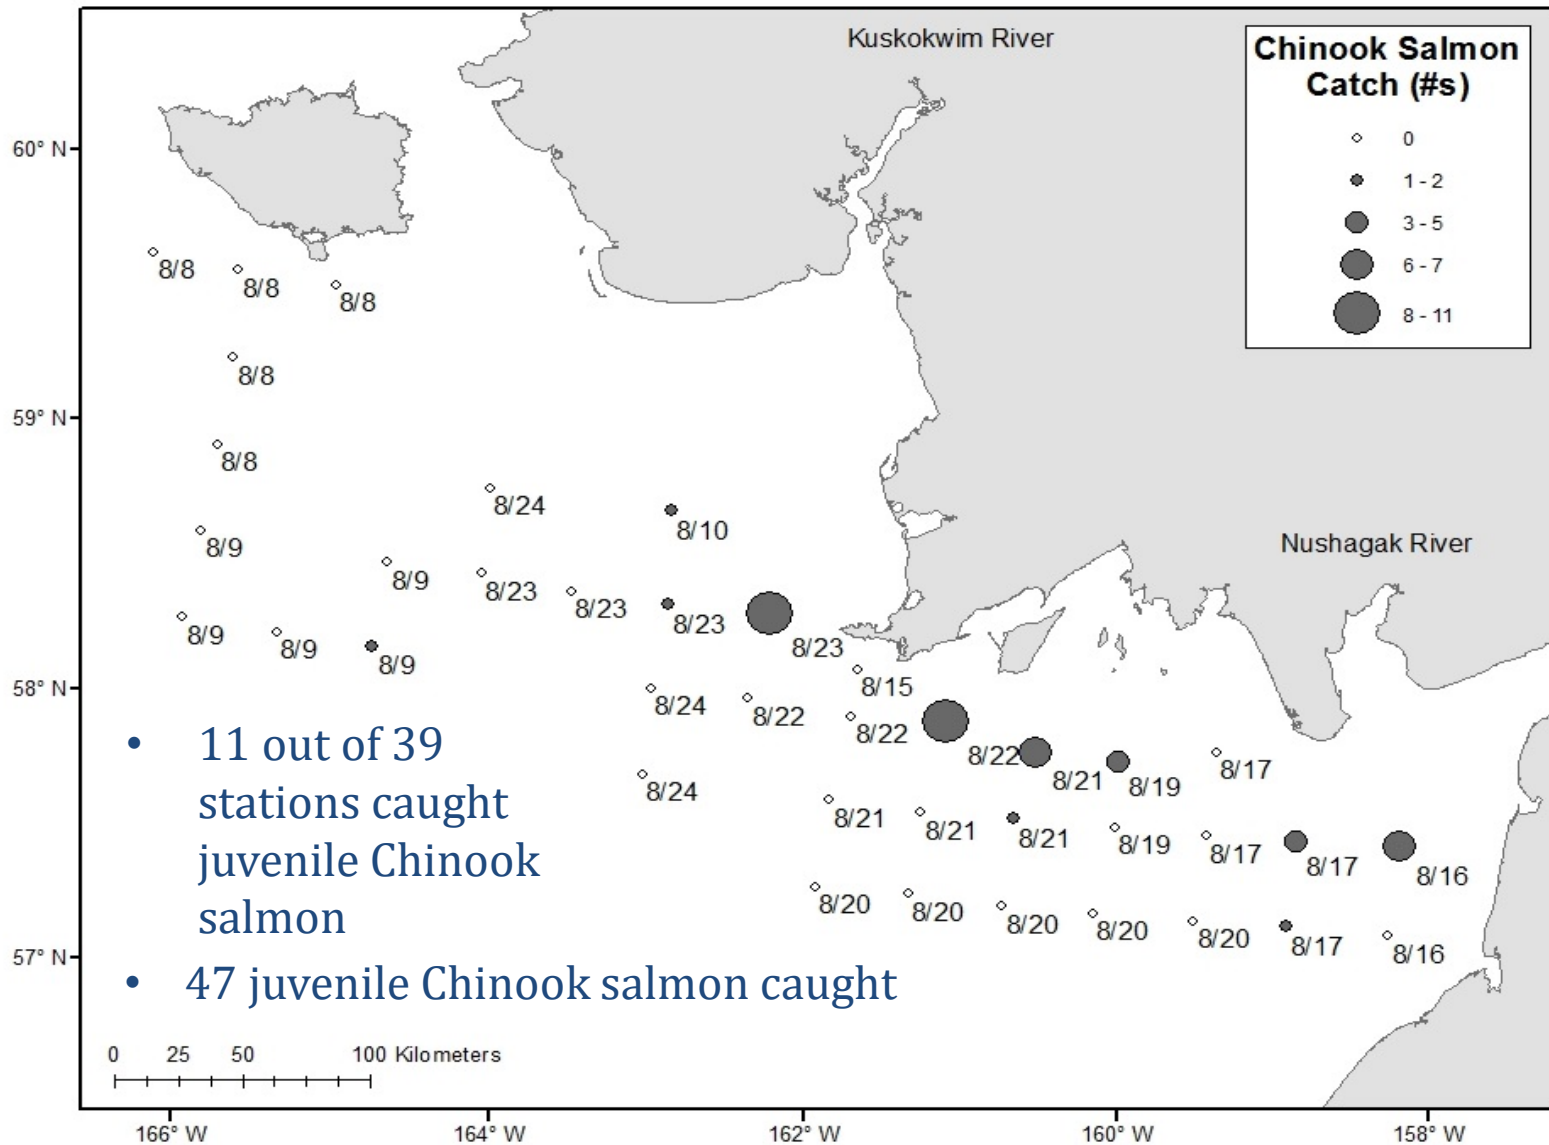 Kuskokwim River
Chinook Salmon
Catch (#s)
0
1 - 2
3 - 5
6 - 7
8 - 11
60° N
59° N
58° N
57° N
8/8
8/8
8/8
8/8
8/8
8/24
8/10
8/9
8/9
8/23
8/23
8/23
8/23
Nushagak River
8/9
8/9
8/9
8/15
8/24
8/22
8/22
8/22
8/21
8/19
8/17
8/24
8/21
8/21
8/21
8/19
8/17
8/17
8/16
8/20
8/20
8/20
8/20
8/20
8/17
8/16
• 11 out of 39
stations caught
juvenile Chinook
salmon
• 47 juvenile Chinook salmon caught
0 25 50 100 Kilometers
166° W 164° W 162° W 160° W 158° W